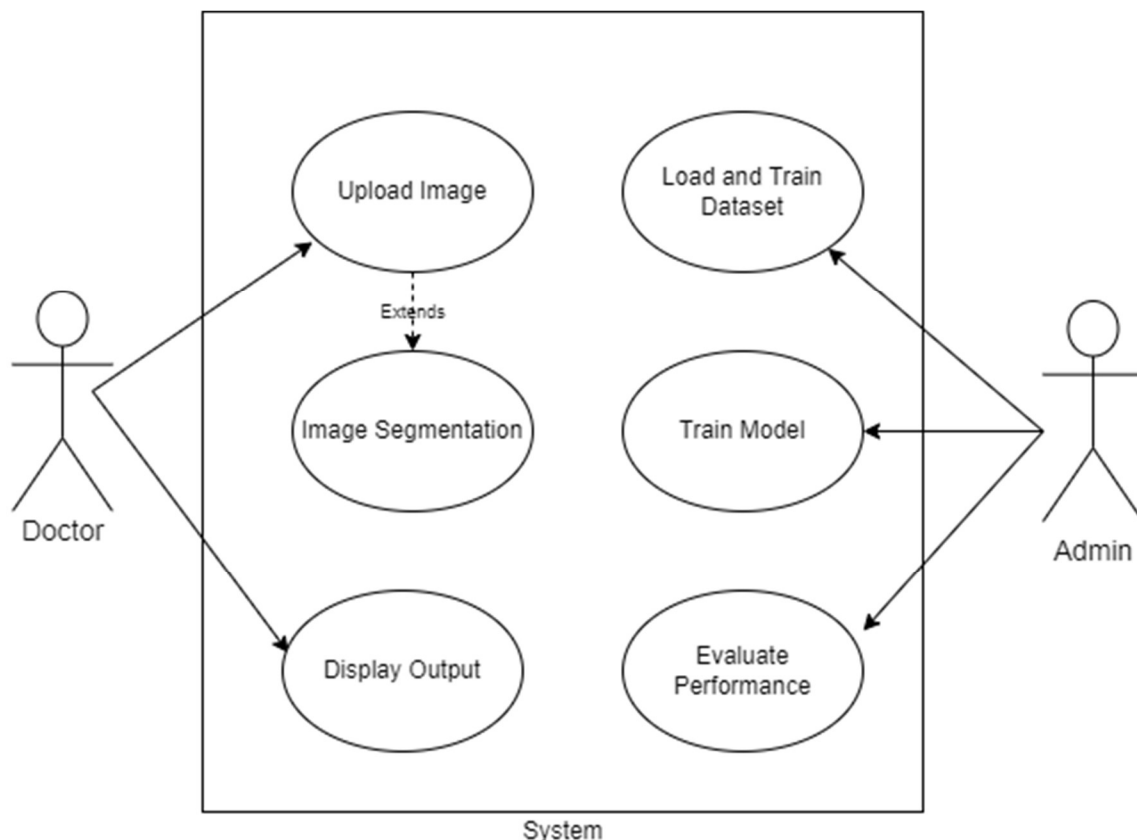 Upload Image
Load and Train
Dataset
Extends
Image Segmentation
Train Model
Doctor
Admin
Display Output
Evaluate
Performance
System